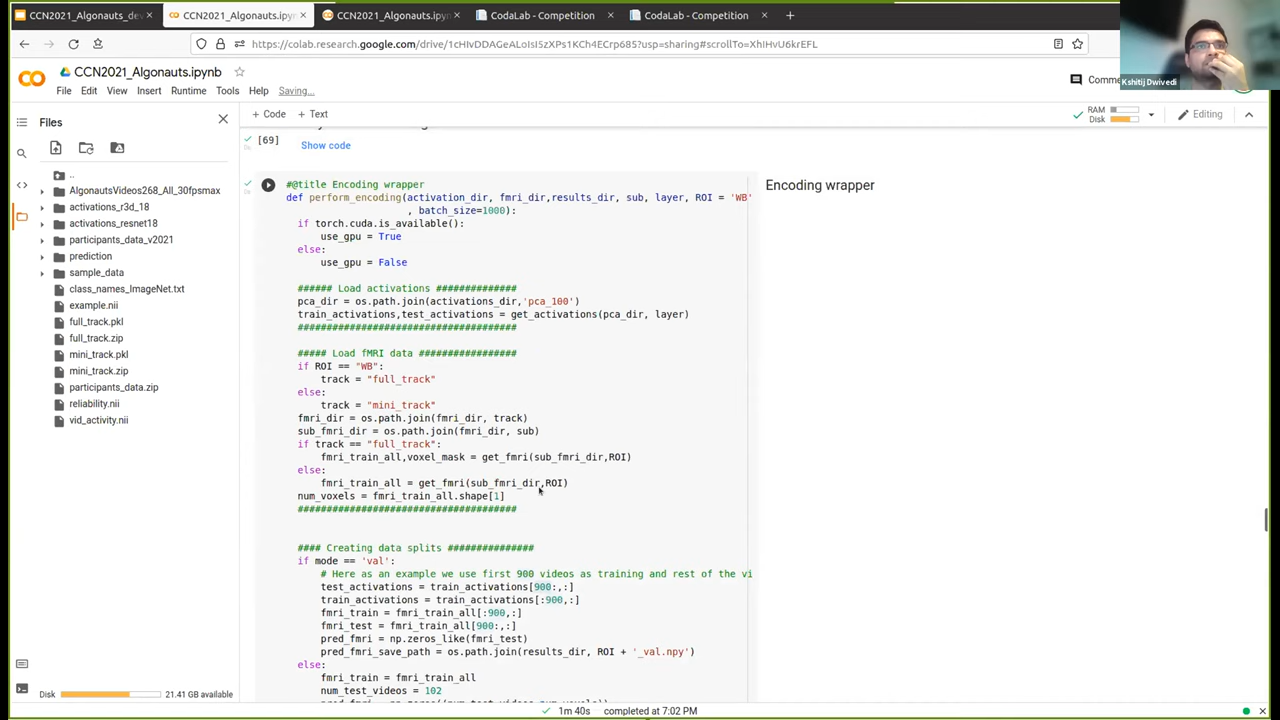 CCN2021_Algonauts_de
CCN2021_Algonauts.ipyn
CCN2021_Algonauts.ipyn
CodaLab - Competition
CodaLab - Competition
https://colab.research.google.com/drive/1cHIvDDAGeALoIsI5zXPs1KCh4ECrp685?usp=sharing#scrollTo=XhIHvU6krEFL
Kshitij Dwivedi
CCN2021_Algonauts.ipynb
File Edit View Insert Runtime Tools Help Saving...
Comme
+ Code + Text
RAM
Disk
Editing
Files
[69]
Show code
..
AlgonautsVideos268_All_30fpsmax
activations_r3d_18
activations_resnet18
participants_data_v2021
prediction
sample_data
class_names_ImageNet.txt
example.nii
full_track.pkl
full_track.zip
mini_track.pkl
mini_track.zip
participants_data.zip
reliability.nii
vid_activity.nii
Disk
21.41 GB available
#@title Encoding wrapper
def perform_encoding(activation_dir, fmri_dir,results_dir, sub, layer, ROI = 'WB'
, batch_size=1000):
if torch.cuda.is_available():
use_gpu = True
else:
use_gpu = False
###### Load activations ##############
pca_dir = os.path.join(activations_dir,'pca_100')
train_activations,test_activations = get_activations(pca_dir, layer)
######################################
##### Load fMRI data #################
if ROI == "WB":
track = "full_track"
else:
track = "mini_track"
fmri_dir = os.path.join(fmri_dir, track)
sub_fmri_dir = os.path.join(fmri_dir, sub)
if track == "full_track":
fmri_train_all,voxel_mask = get_fmri(sub_fmri_dir,ROI)
else:
fmri_train_all = get_fmri(sub_fmri_dir,ROI)
num_voxels = fmri_train_all.shape[1]
######################################
#### Creating data splits ###############
if mode == 'val':
# Here as an example we use first 900 videos as training and rest of the vi
test_activations = train_activations[900:,:]
train_activations = train_activations[:900,:]
fmri_train = fmri_train_all[:900,:]
fmri_test = fmri_train_all[900:,:]
pred_fmri = np.zeros_like(fmri_test)
pred_fmri_save_path = os.path.join(results_dir, ROI + '_val.npy')
else:
fmri_train = fmri_train_all
num_test_videos = 102
Encoding wrapper
1m 40s completed at 7:02 PM